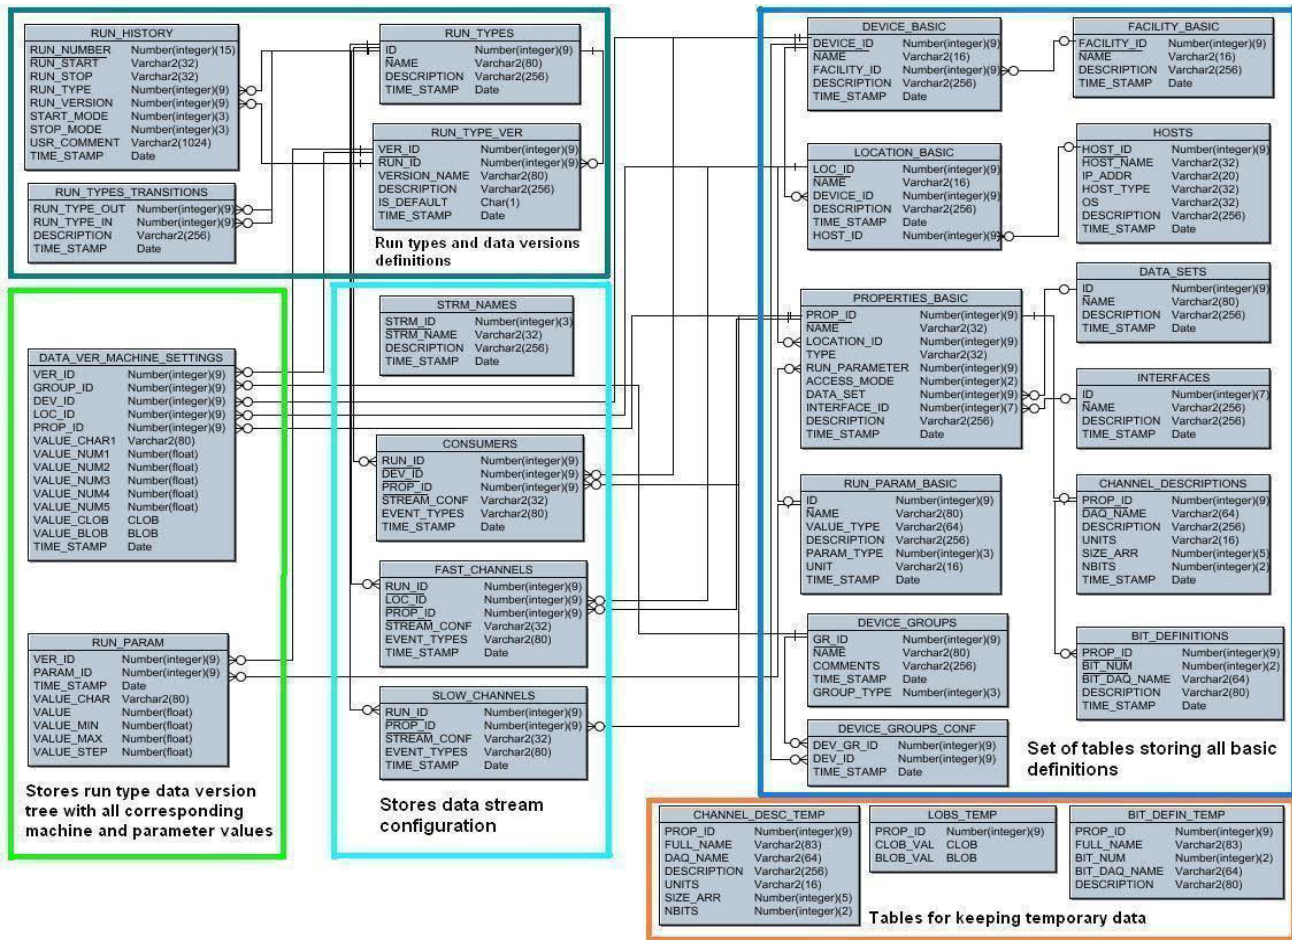 RUN_HISTORY
RUN_NUMBER Number(integer)(15)
RUN_START Varchar2(32)
RUN_STOP Varchar2(32)
RUN_TYPE Number(integer)(9)
RUN_VERSION Number(integer)(9)
START_MODE Number(integer)(3)
STOP_MODE Number(integer)(3)
USR_COMMENT Varchar2(1024)
TIME_STAMP Date
RUN_TYPES
ID Number(integer)(9)
NAME Varchar2(80)
DESCRIPTION Varchar2(256)
TIME_STAMP Date
RUN_TYPE_VER
VER_ID Number(integer)(9)
RUN_ID Number(integer)(9)
VERSION_NAME Varchar2(80)
DESCRIPTION Varchar2(256)
IS_DEFAULT Char(1)
TIME_STAMP Date
RUN_TYPES_TRANSITIONS
RUN_TYPE_OUT Number(integer)(9)
RUN_TYPE_IN Number(integer)(9)
DESCRIPTION Varchar2(256)
TIME_STAMP Date
Run types and data versions
definitions
DATA_VER_MACHINE_SETTINGS
VER_ID Number(integer)(9)
GROUP_ID Number(integer)(9)
DEV_ID Number(integer)(9)
LOC_ID Number(integer)(9)
PROP_ID Number(integer)(9)
VALUE_CHAR1 Varchar2(80)
VALUE_NUM1 Number(float)
VALUE_NUM2 Number(float)
VALUE_NUM3 Number(float)
VALUE_NUM4 Number(float)
VALUE_NUM5 Number(float)
VALUE_CLOB CLOB
VALUE_BLOB BLOB
TIME_STAMP Date
RUN_PARAM
VER_ID Number(integer)(9)
PARAM_ID Number(integer)(9)
TIME_STAMP Date
VALUE_CHAR Varchar2(80)
VALUE Number(float)
VALUE_MIN Number(float)
VALUE_MAX Number(float)
VALUE_STEP Number(float)
Stores run type data version
tree with all corresponding
machine and parameter values
STRM_NAMES
STRM_ID Number(integer)(3)
STRM_NAME Varchar2(32)
DESCRIPTION Varchar2(256)
TIME_STAMP Date
CONSUMERS
RUN_ID Number(integer)(9)
DEV_ID Number(integer)(9)
PROP_ID Number(integer)(9)
STREAM_CONF Varchar2(32)
EVENT_TYPES Varchar2(80)
TIME_STAMP Date
FAST_CHANNELS
RUN_ID Number(integer)(9)
LOC_ID Number(integer)(9)
PROP_ID Number(integer)(9)
STREAM_CONF Varchar2(32)
EVENT_TYPES Varchar2(80)
TIME_STAMP Date
SLOW_CHANNELS
RUN_ID Number(integer)(9)
PROP_ID Number(integer)(9)
STREAM_CONF Varchar2(32)
EVENT_TYPES Varchar2(80)
TIME_STAMP Date
Stores data stream
configuration
DEVICE_BASIC
DEVICE_ID Number(integer)(9)
NAME Varchar2(16)
FACILITY_ID Number(integer)(9)
DESCRIPTION Varchar2(256)
TIME_STAMP Date
FACILITY_BASIC
FACILITY_ID Number(integer)(9)
NAME Varchar2(16)
DESCRIPTION Varchar2(256)
TIME_STAMP Date
LOCATION_BASIC
LOC_ID Number(integer)(9)
NAME Varchar2(16)
DEVICE_ID Number(integer)(9)
DESCRIPTION Varchar2(256)
TIME_STAMP Date
HOST_ID Number(integer)(9)
HOSTS
HOST_ID Number(integer)(9)
HOST_NAME Varchar2(32)
IP_ADDR Varchar2(20)
HOST_TYPE Varchar2(32)
OS Varchar2(32)
DESCRIPTION Varchar2(256)
TIME_STAMP Date
PROPERTIES_BASIC
PROP_ID Number(integer)(9)
NAME Varchar2(32)
LOCATION_ID Number(integer)(9)
TYPE Varchar2(32)
RUN_PARAMETER Number(integer)(9)
ACCESS_MODE Number(integer)(2)
DATA_SET Number(integer)(9)
INTERFACE_ID Number(integer)(7)
DESCRIPTION Varchar2(256)
TIME_STAMP Date
DATA_SETS
ID Number(integer)(9)
NAME Varchar2(80)
DESCRIPTION Varchar2(256)
TIME_STAMP Date
INTERFACES
ID Number(integer)(7)
NAME Varchar2(256)
DESCRIPTION Varchar2(256)
TIME_STAMP Date
RUN_PARAM_BASIC
ID Number(integer)(9)
NAME Varchar2(80)
VALUE_TYPE Varchar2(64)
DESCRIPTION Varchar2(256)
PARAM_TYPE Number(integer)(3)
UNIT Varchar2(16)
TIME_STAMP Date
CHANNEL_DESCRIPTIONS
PROP_ID Number(integer)(9)
DAQ_NAME Varchar2(64)
DESCRIPTION Varchar2(256)
UNITS Varchar2(16)
SIZE_ARR Number(integer)(5)
NBITS Number(integer)(2)
TIME_STAMP Date
DEVICE_GROUPS
GR_ID Number(integer)(9)
NAME Varchar2(80)
COMMENTS Varchar2(256)
TIME_STAMP Date
GROUP_TYPE Number(integer)(3)
BIT_DEFINITIONS
PROP_ID Number(integer)(9)
BIT_NUM Number(integer)(2)
BIT_DAQ_NAME Varchar2(64)
DESCRIPTION Varchar2(80)
TIME_STAMP Date
DEVICE_GROUPS_CONF
DEV_GR_ID Number(integer)(9)
DEV_ID Number(integer)(9)
TIME_STAMP Date
Set of tables storing all basic
definitions
CHANNEL_DESC_TEMP
PROP_ID Number(integer)(9)
FULL_NAME Varchar2(83)
DAQ_NAME Varchar2(64)
DESCRIPTION Varchar2(256)
UNITS Varchar2(16)
SIZE_ARR Number(integer)(5)
NBITS Number(integer)(2)
LOBS_TEMP
PROP_ID Number(integer)(9)
CLOB_VAL CLOB
BLOB_VAL BLOB
BIT_DEFIN_TEMP
PROP_ID Number(integer)(9)
FULL_NAME Varchar2(83)
BIT_NUM Number(integer)(2)
BIT_DAQ_NAME Varchar2(64)
DESCRIPTION Varchar2(80)
Tables for keeping temporary data